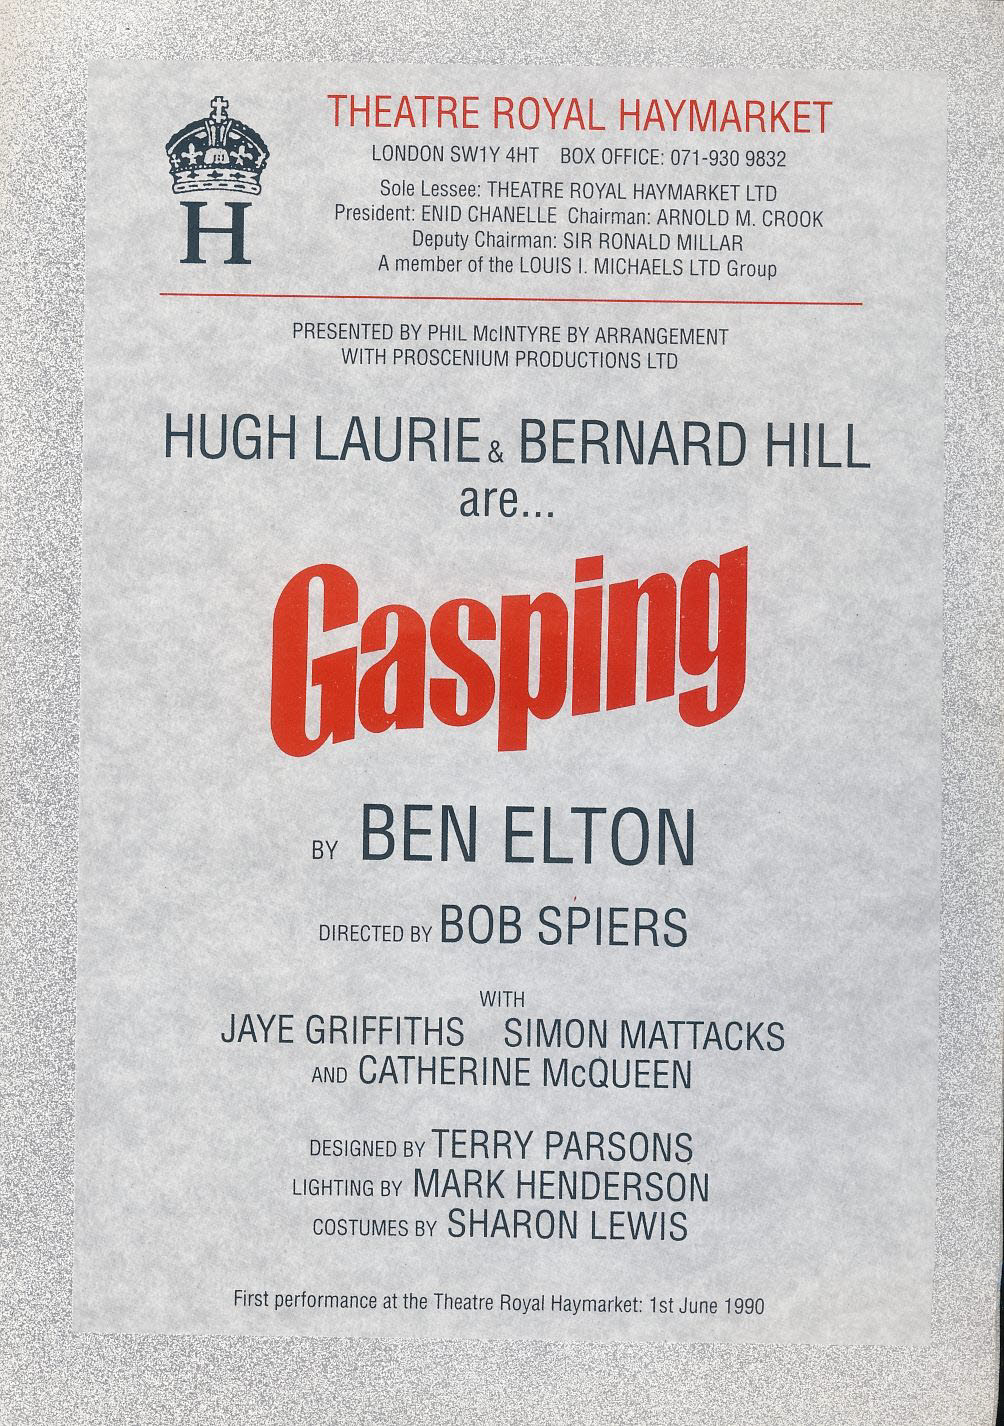 THEATRE ROYAL HAYMARKET
LONDON SW1Y 4HT BOX OFFICE: 071-930 9832
Sole Lessee: THEATRE ROYAL HAYMARKET LTD
President: ENID CHANELLE Chairman: ARNOLD M. CROOK
Deputy Chairman: SIR RONALD MILLAR
A member of the LOUIS I. MICHAELS LTD Group
H
PRESENTED BY PHIL McINTYRE BY ARRANGEMENT
WITH PROSCENIUM PRODUCTIONS LTD
HUGH LAURIE & BERNARD HILL
are...
Gasping
BY BEN ELTON
DIRECTED BY BOB SPIERS
WITH
JAYE GRIFFITHS SIMON MATTACKS
AND CATHERINE McQUEEN
DESIGNED BY TERRY PARSONS
LIGHTING BY MARK HENDERSON
COSTUMES BY SHARON LEWIS
First performance at the Theatre Royal Haymarket: 1st June 1990